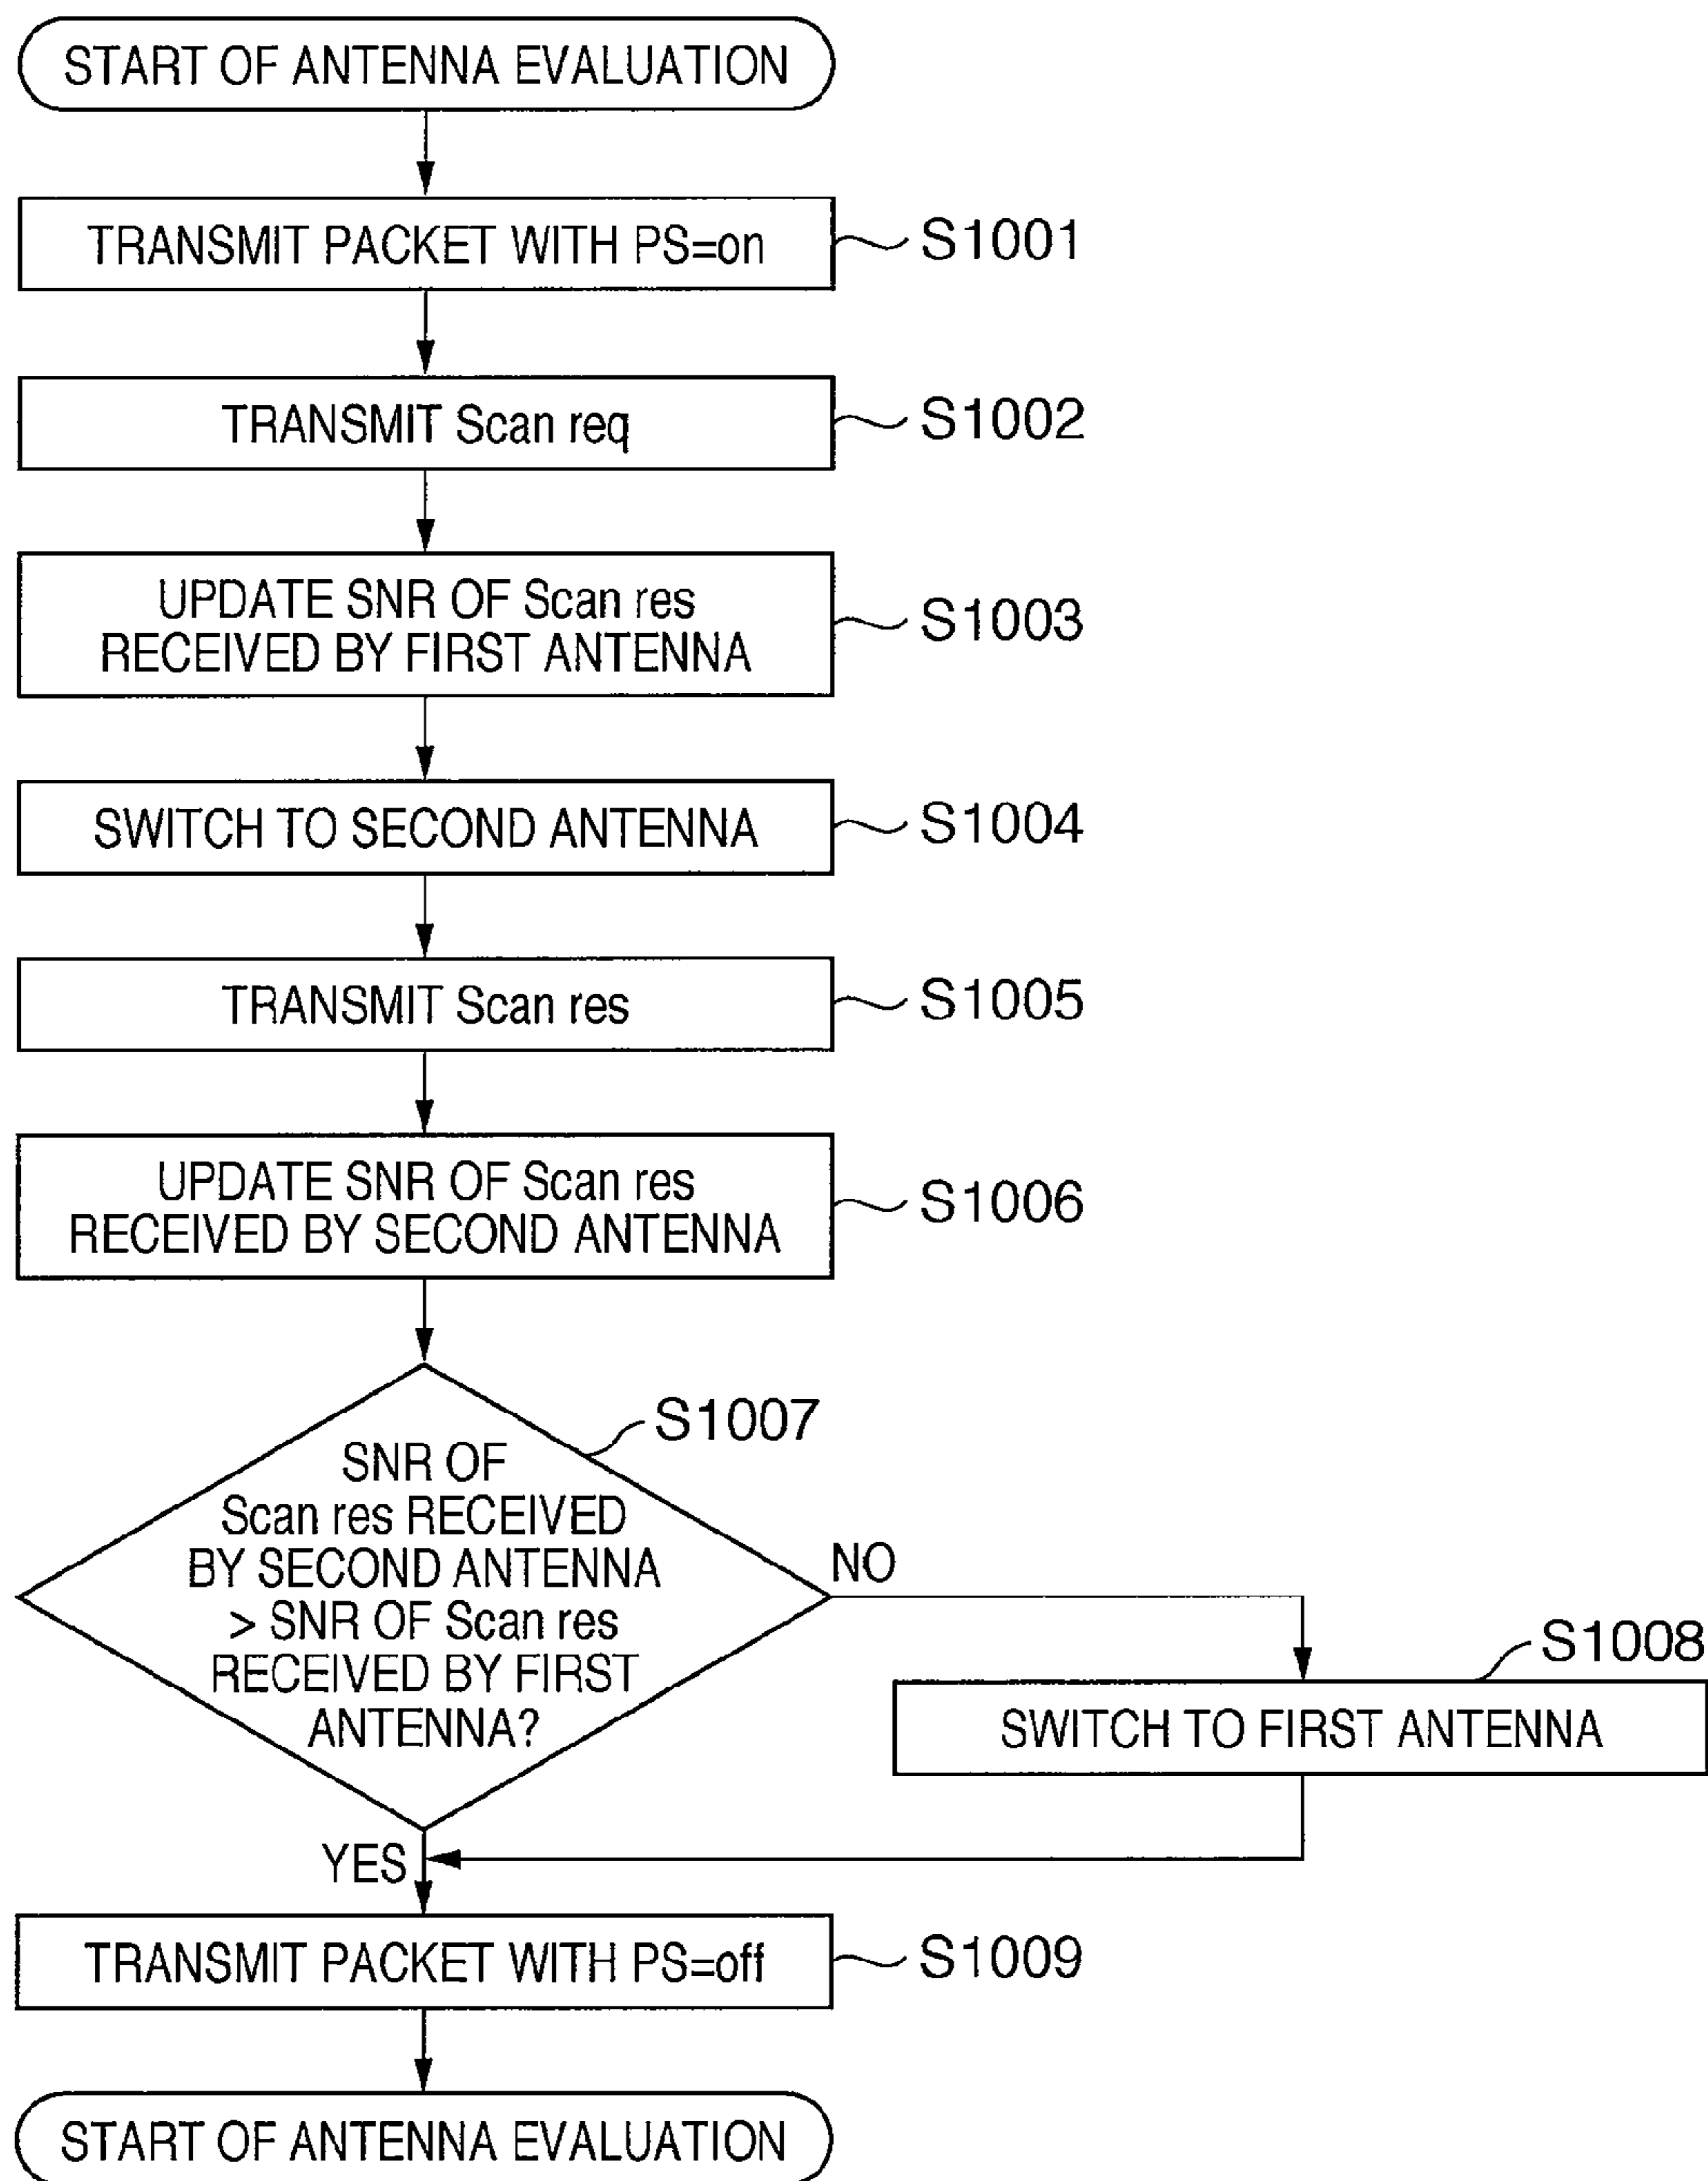 START OF ANTENNA EVALUATION
TRANSMIT PACKET WITH PS=on
S1001
TRANSMIT Scan req
S1002
UPDATE SNR OF Scan res
RECEIVED BY FIRST ANTENNA
S1003
SWITCH TO SECOND ANTENNA
S1004
TRANSMIT Scan res
S1005
UPDATE SNR OF Scan res
RECEIVED BY SECOND ANTENNA
S1006
S1007
SNR OF
Scan res RECEIVED
BY SECOND ANTENNA
> SNR OF Scan res
RECEIVED BY FIRST
ANTENNA?
NO
S1008
SWITCH TO FIRST ANTENNA
YES
TRANSMIT PACKET WITH PS=off
S1009
START OF ANTENNA EVALUATION